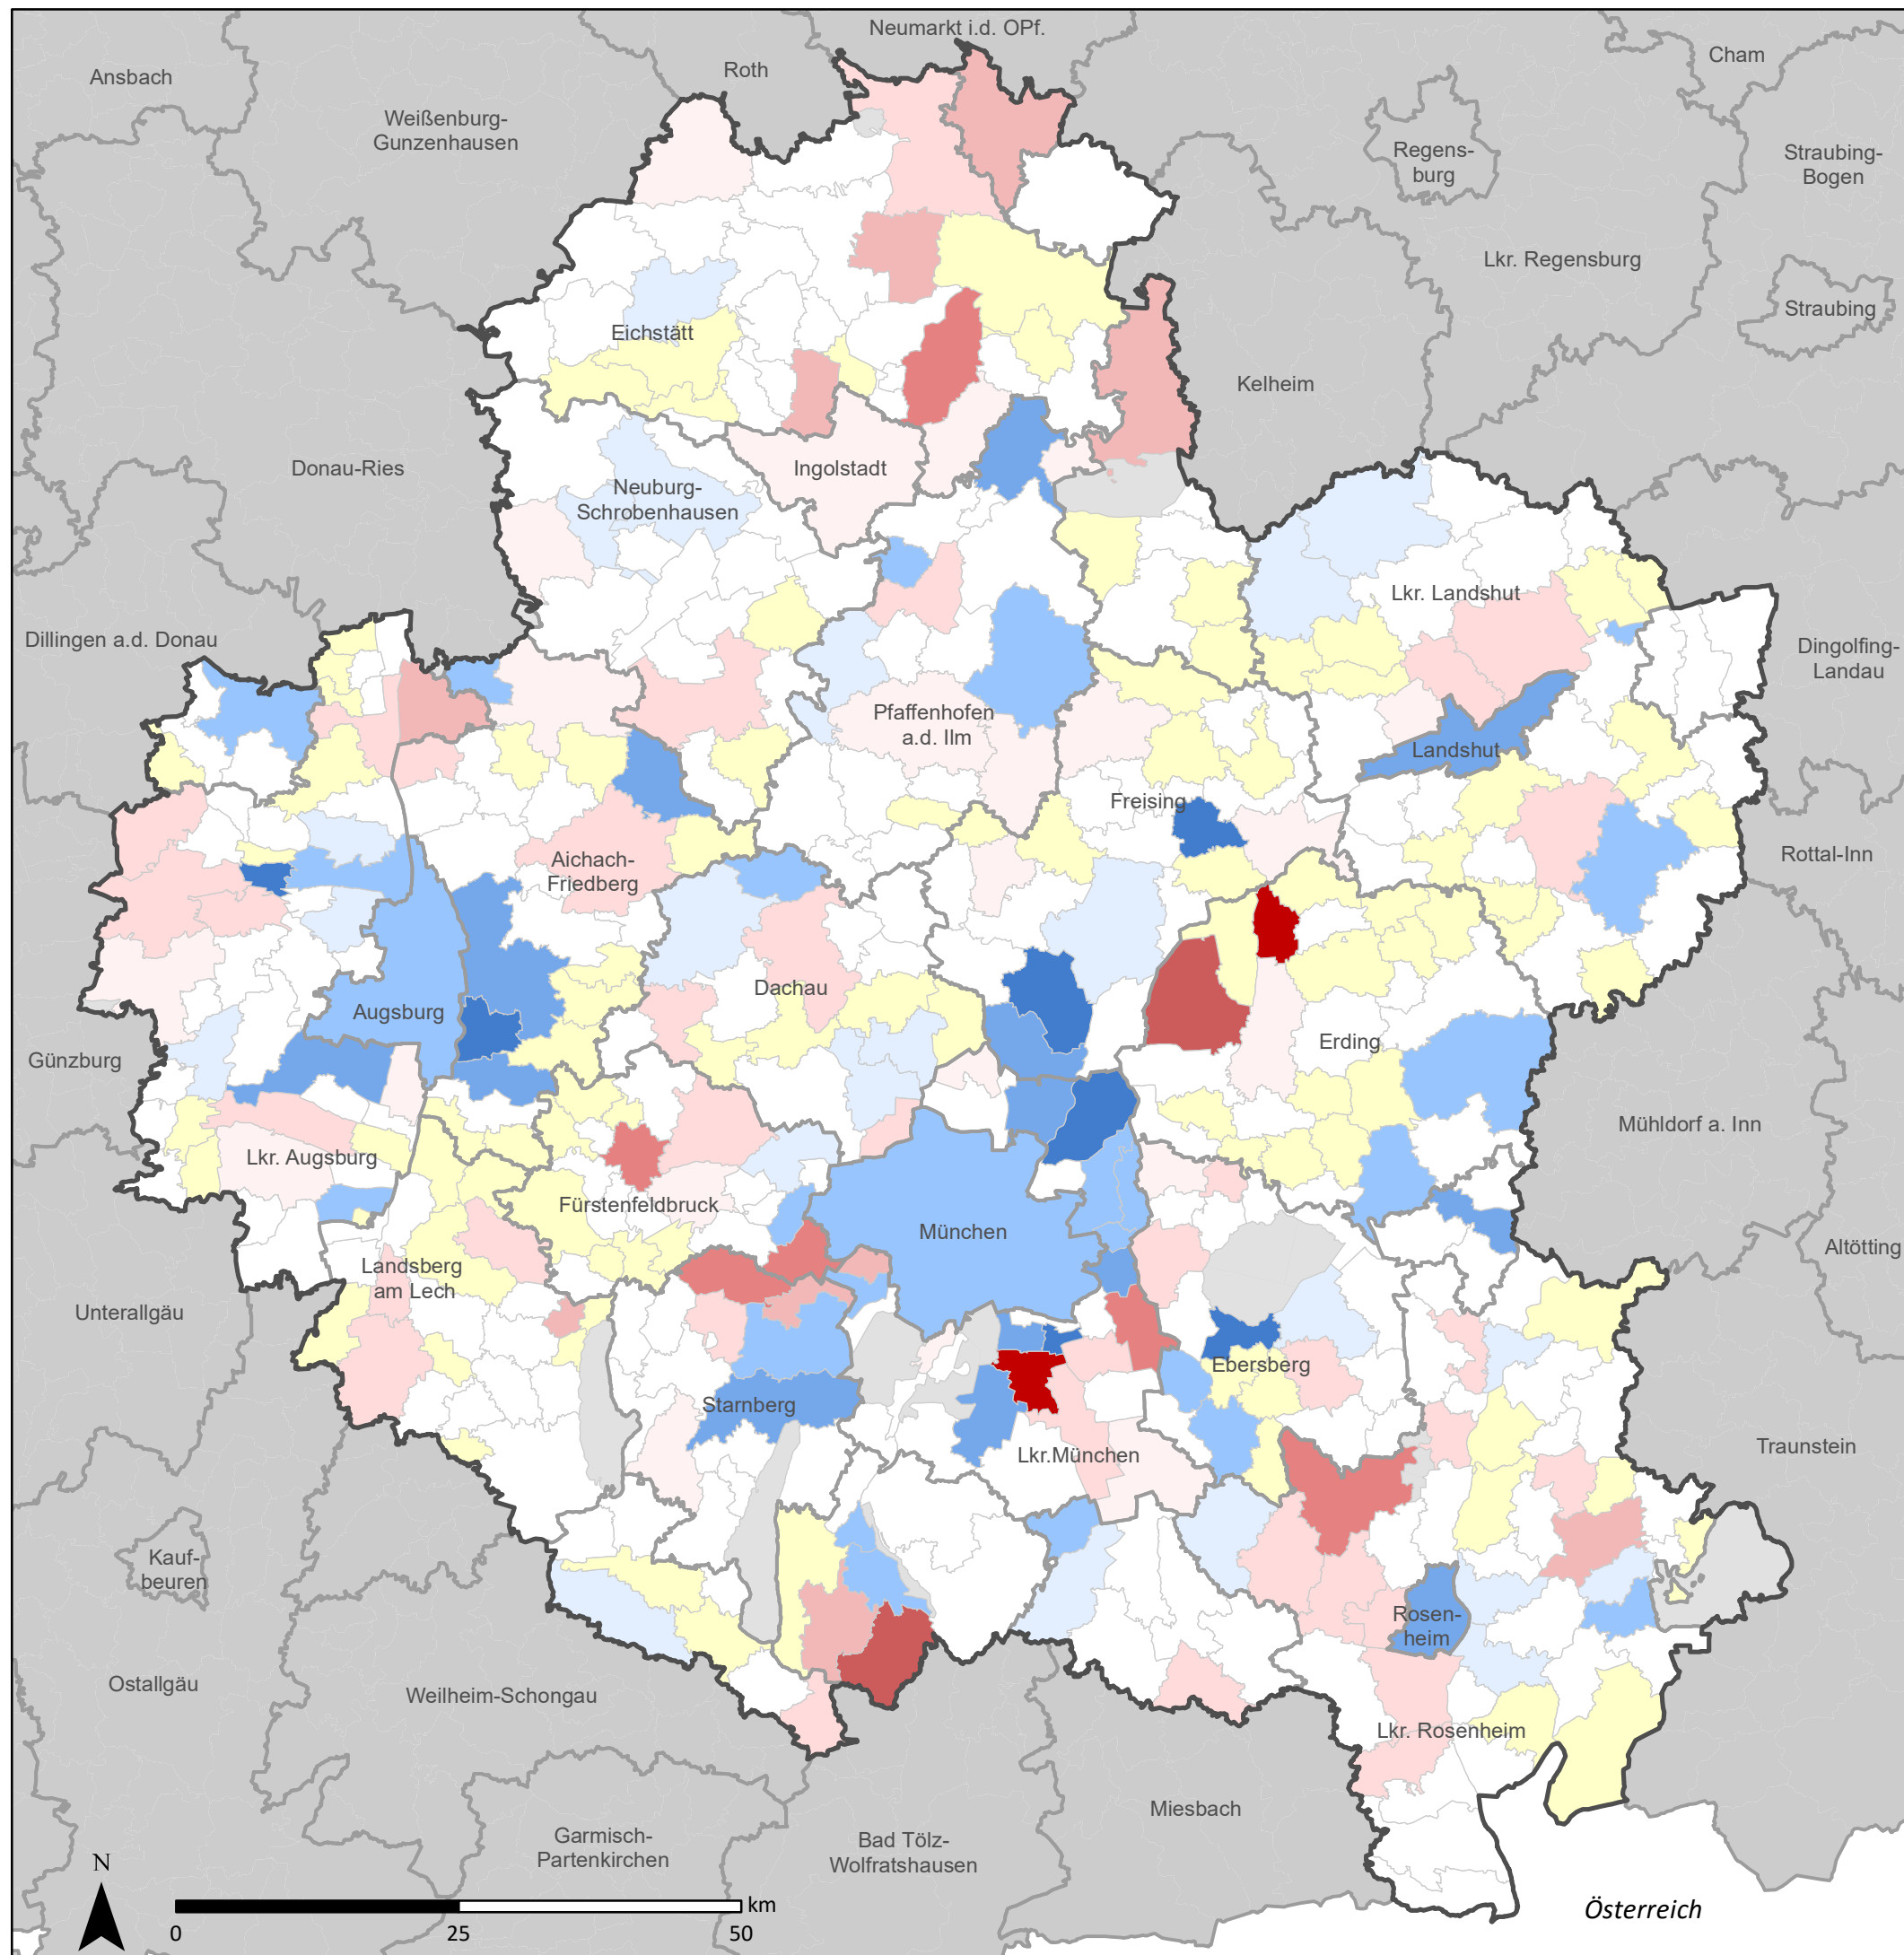 Neumarkt i.d. OPf.
Cham
Roth
Ansbach
Weißenburg-
Gunzenhausen
Regens-
burg
Straubing-
Bogen
Lkr. Regensburg
Straubing
Eichstätt
Kelheim
Donau-Ries
Ingolstadt
Neuburg-
Schrobenhausen
Lkr. Landshut
Dillingen a.d. Donau
Dingolfing-
Landau
Pfaffenhofen
a.d. Ilm
Landshut
Freising
Aichach-
Friedberg
Rottal-Inn
Dachau
Augsburg
Erding
Günzburg
Mühldorf a. Inn
Lkr. Augsburg
Fürstenfeldbruck
München
Altötting
Landsberg
am Lech
Unterallgäu
Ebersberg
Starnberg
Lkr.München
Traunstein
Kauf-
beuren
Rosen-
heim
Ostallgäu
Weilheim-Schongau
Lkr. Rosenheim
Miesbach
Garmisch-
Partenkirchen
Bad Tölz-
Wolfratshausen
N
km
0 25 50
Österreich